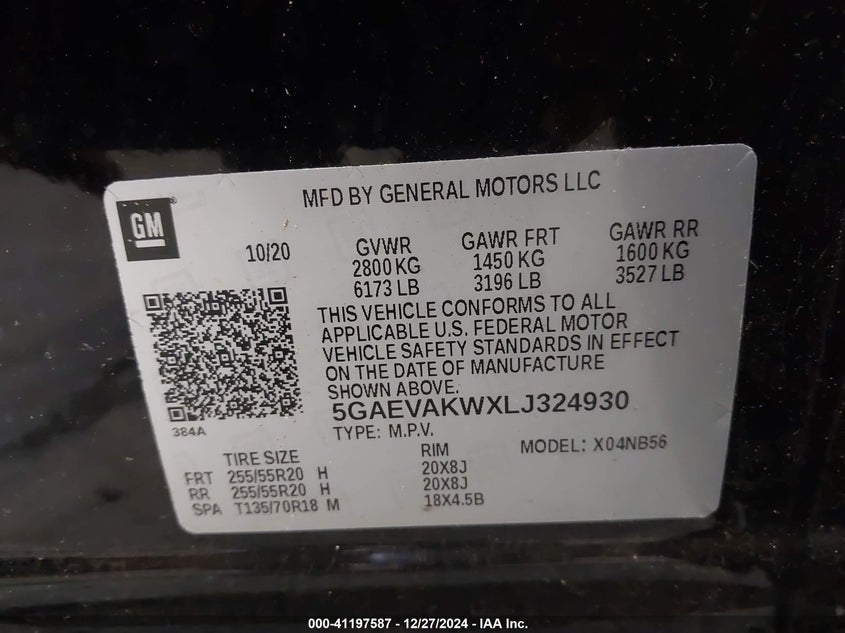 MFD BY GENERAL MOTORS LLC
GM ®
10/20
GVWR
2800 KG
6173 LB
GAWR FRT
1450 KG
3196 LB
GAWR RR
1600 KG
3527 LB
THIS VEHICLE CONFORMS TO ALL
APPLICABLE U.S. FEDERAL MOTOR
VEHICLE SAFETY STANDARDS IN EFFECT
ON THE DATE OF MANUFACTURE
SHOWN ABOVE.
384A
5GAEVAKWXLJ324930
TYPE: M.P.V.
MODEL: X04NB56
TIRE SIZE RIM
FRT 255/55R20 H 20X8J
RR 255/55R20 H 20X8J
SPA T135/70R18 M 18X4.5B
000-41197587 – 12/27/2024 – IAA Inc.